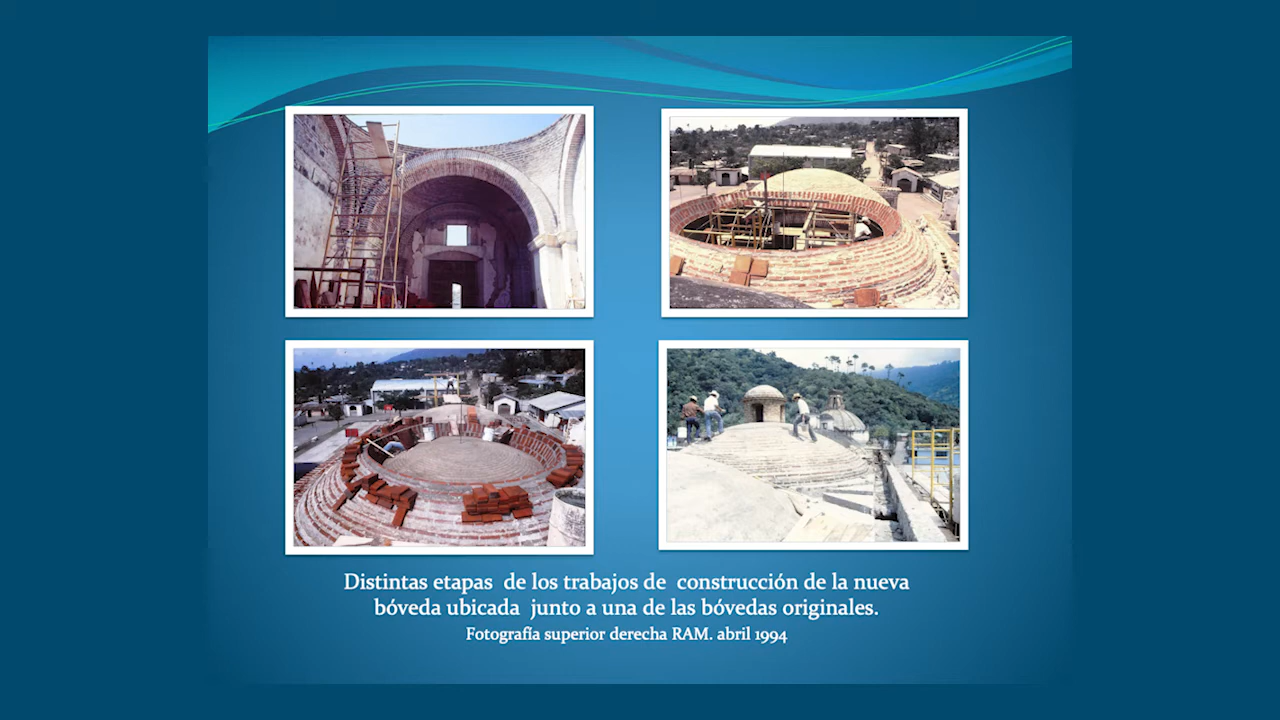 Distintas etapas de los trabajos de construcción de la nueva
bóveda ubicada junto a una de las bóvedas originales.
Fotografía superior derecha RAM. abril 1994